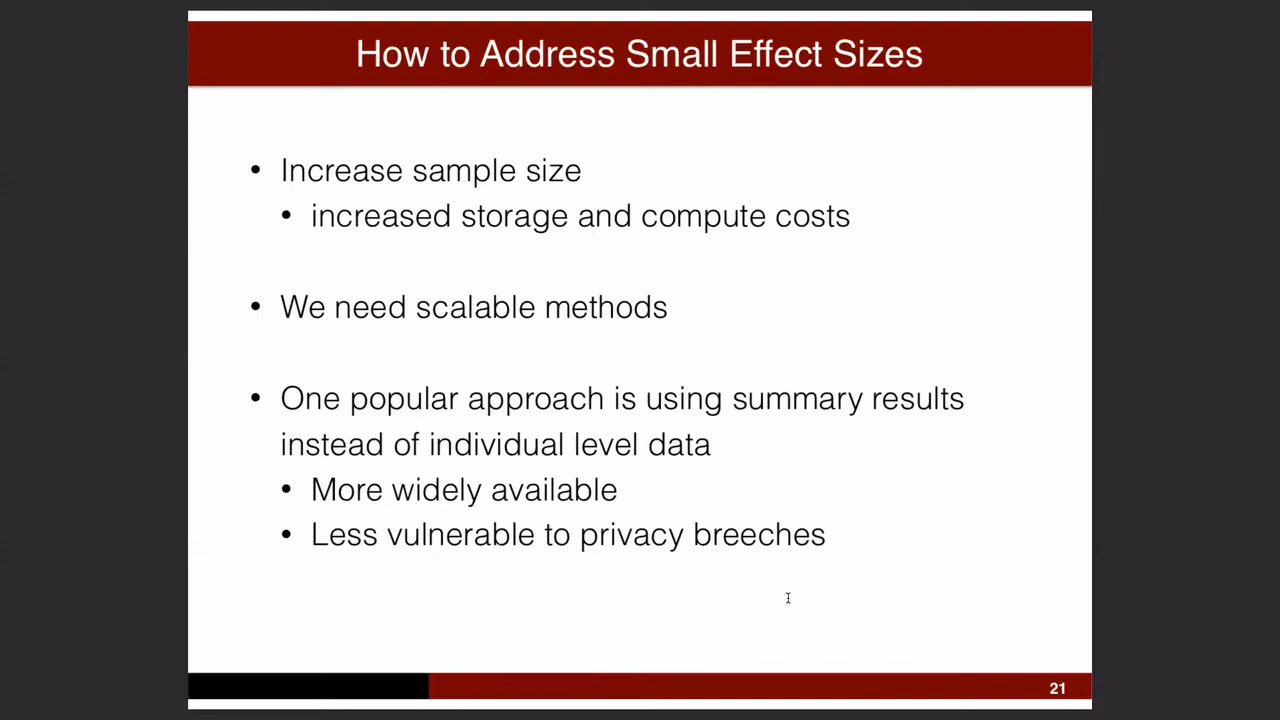 How to Address Small Effect Sizes
• Increase sample size
• increased storage and compute costs
• We need scalable methods
• One popular approach is using summary results
instead of individual level data
• More widely available
• Less vulnerable to privacy breeches
21